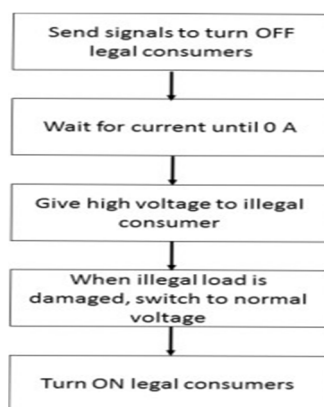 Send signals to turn OFF
legal consumers
Wait for current until 0 A
Give high voltage to illegal
consumer
When illegal load is
damaged, switch to normal
voltage
Turn ON legal consumers